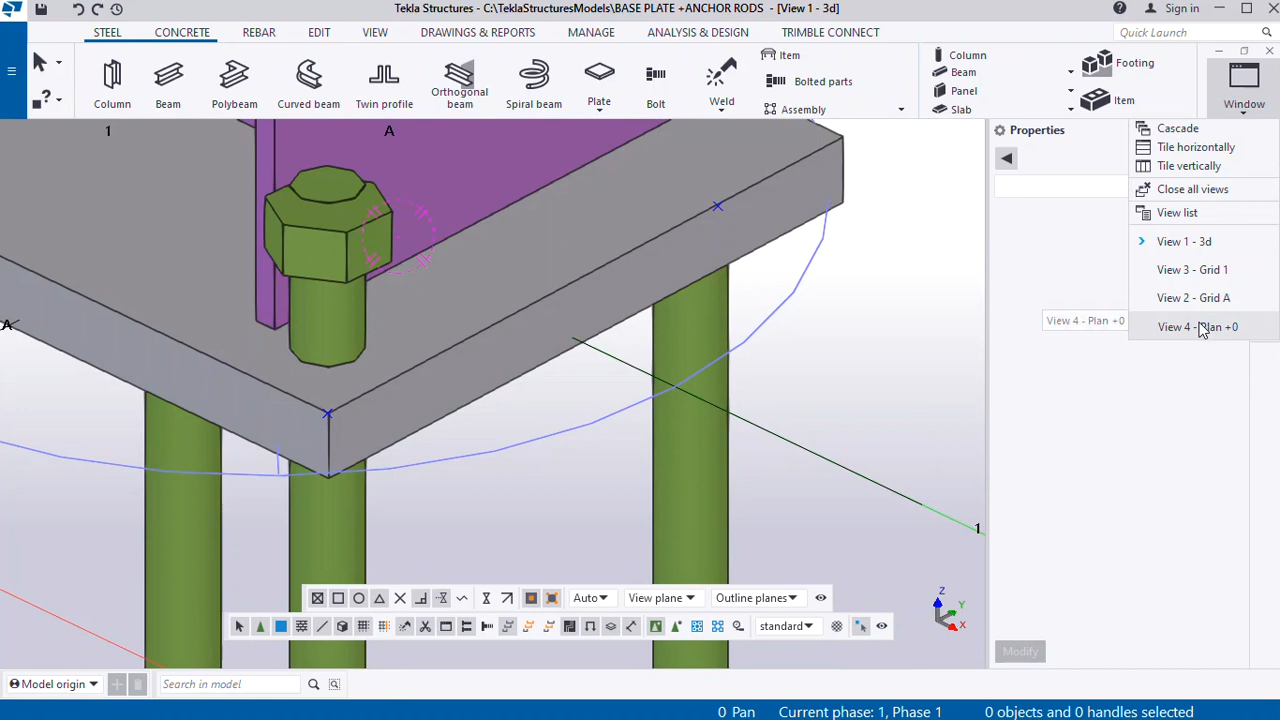 Tekla Structures - C:\TeklaStructuresModels\BASE PLATE +ANCHOR RODS - [View 1 - 3d]
Sign in
STEEL CONCRETE REBAR EDIT VIEW DRAWINGS & REPORTS MANAGE ANALYSIS & DESIGN TRIMBLE CONNECT
Quick Launch
Column
Beam
Polybeam
Curved beam
Twin profile
Orthogonal
beam
Spiral beam
Plate
Bolt
Weld
Item
Bolted parts
Assembly
Column
Beam
Panel
Slab
Footing
Item
Window
1
A
Properties
Cascade
Tile horizontally
Tile vertically
Close all views
View list
View 1 - 3d
View 3 - Grid 1
View 2 - Grid A
View 4 - Plan +0
View 4 - Plan +0
A
1
Auto View plane Outline planes
standard
Z
Y
X
Modify
Model origin
Search in model
0 Pan Current phase: 1, Phase 1 0 objects and 0 handles selected